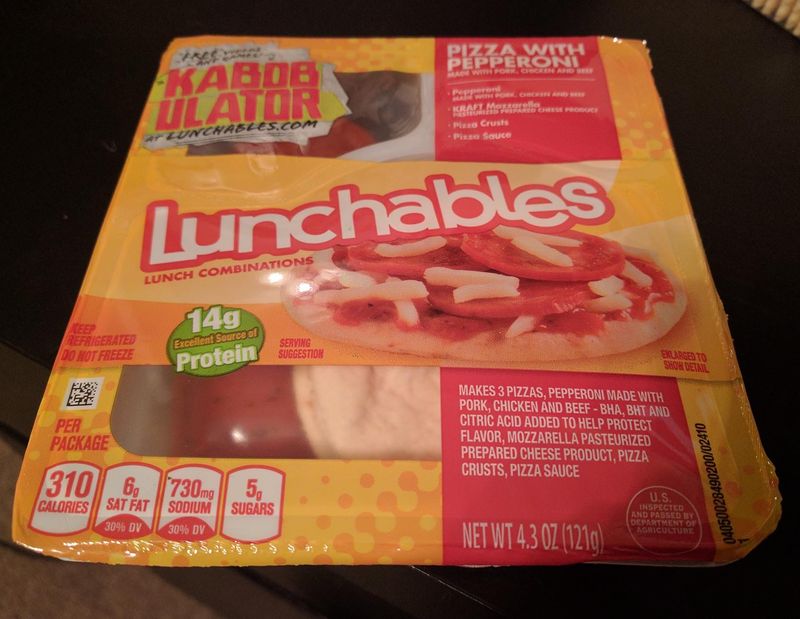 FREE
KABOB
ULATOR
AT LUNCHABLES.COM
PIZZA WITH
PEPPERONI
MADE WITH PORK, CHICKEN AND BEEF
· Pepperoni
MADE WITH PORK, CHICKEN AND BEEF
· KRAFT Mozzarella
PASTEURIZED PREPARED CHEESE PRODUCT
· Pizza Crusts
· Pizza Sauce
Lunchables
LUNCH COMBINATIONS
KEEP
REFRIGERATED
DO NOT FREEZE
14g
Excellent Source of
Protein
SERVING
SUGGESTION
ENLARGED TO
SHOW DETAIL
PER
PACKAGE
310
CALORIES
6g
SAT FAT
30% DV
730mg
SODIUM
30% DV
5g
SUGARS
MAKES 3 PIZZAS, PEPPERONI MADE WITH
PORK, CHICKEN AND BEEF - BHA, BHT AND
CITRIC ACID ADDED TO HELP PROTECT
FLAVOR, MOZZARELLA PASTEURIZED
PREPARED CHEESE PRODUCT, PIZZA
CRUSTS, PIZZA SAUCE
NET WT 4.3 OZ (121g)
U.S.
INSPECTED
AND PASSED BY
DEPARTMENT OF
AGRICULTURE
04050028490200/02410
1